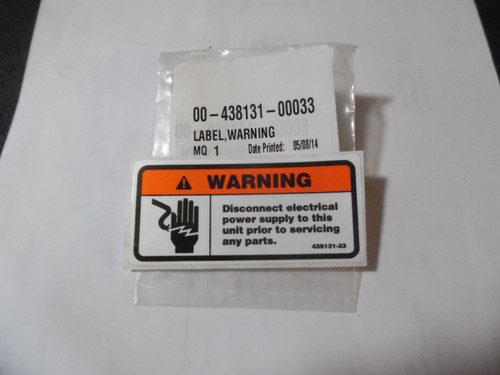 00-438131-00033
LABEL,WARNING
MQ 1 Date Printed: 05/08/14
WARNING
Disconnect electrical
power supply to this
unit prior to servicing
any parts.
438131-33